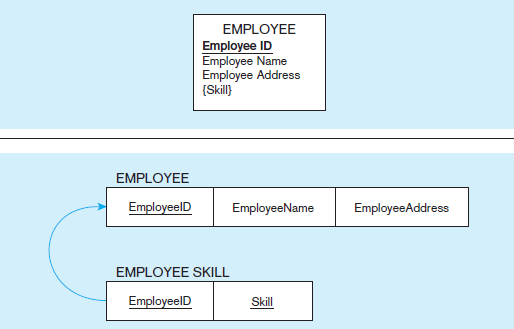 EMPLOYEE
Employee ID
Employee Name
Employee Address
{Skill}
EMPLOYEE
EmployeeID EmployeeName EmployeeAddress
EMPLOYEE SKILL
EmployeeID Skill